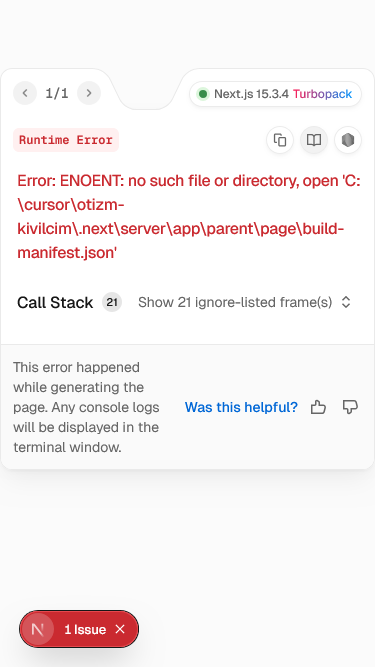 1/1
Next.js 15.3.4 Turbopack
Runtime Error
Error: ENOENT: no such file or directory, open 'C:
\cursor\otizm-
kivilcim\.next\server\app\parent\page\build-
manifest.json'
Call Stack 21 Show 21 ignore-listed frame(s)
This error happened
while generating the
page. Any console logs
will be displayed in the
terminal window.
Was this helpful?
N 1 Issue